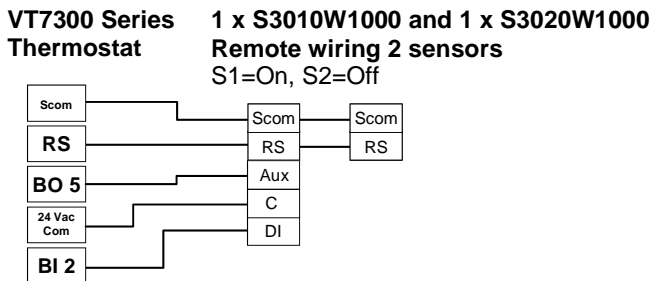 VT7300 Series
Thermostat
1 x S3010W1000 and 1 x S3020W1000
Remote wiring 2 sensors
S1=On, S2=Off
Scom
RS
BO 5
24 Vac
Com
BI 2
Scom
RS
Aux
C
DI
Scom
RS